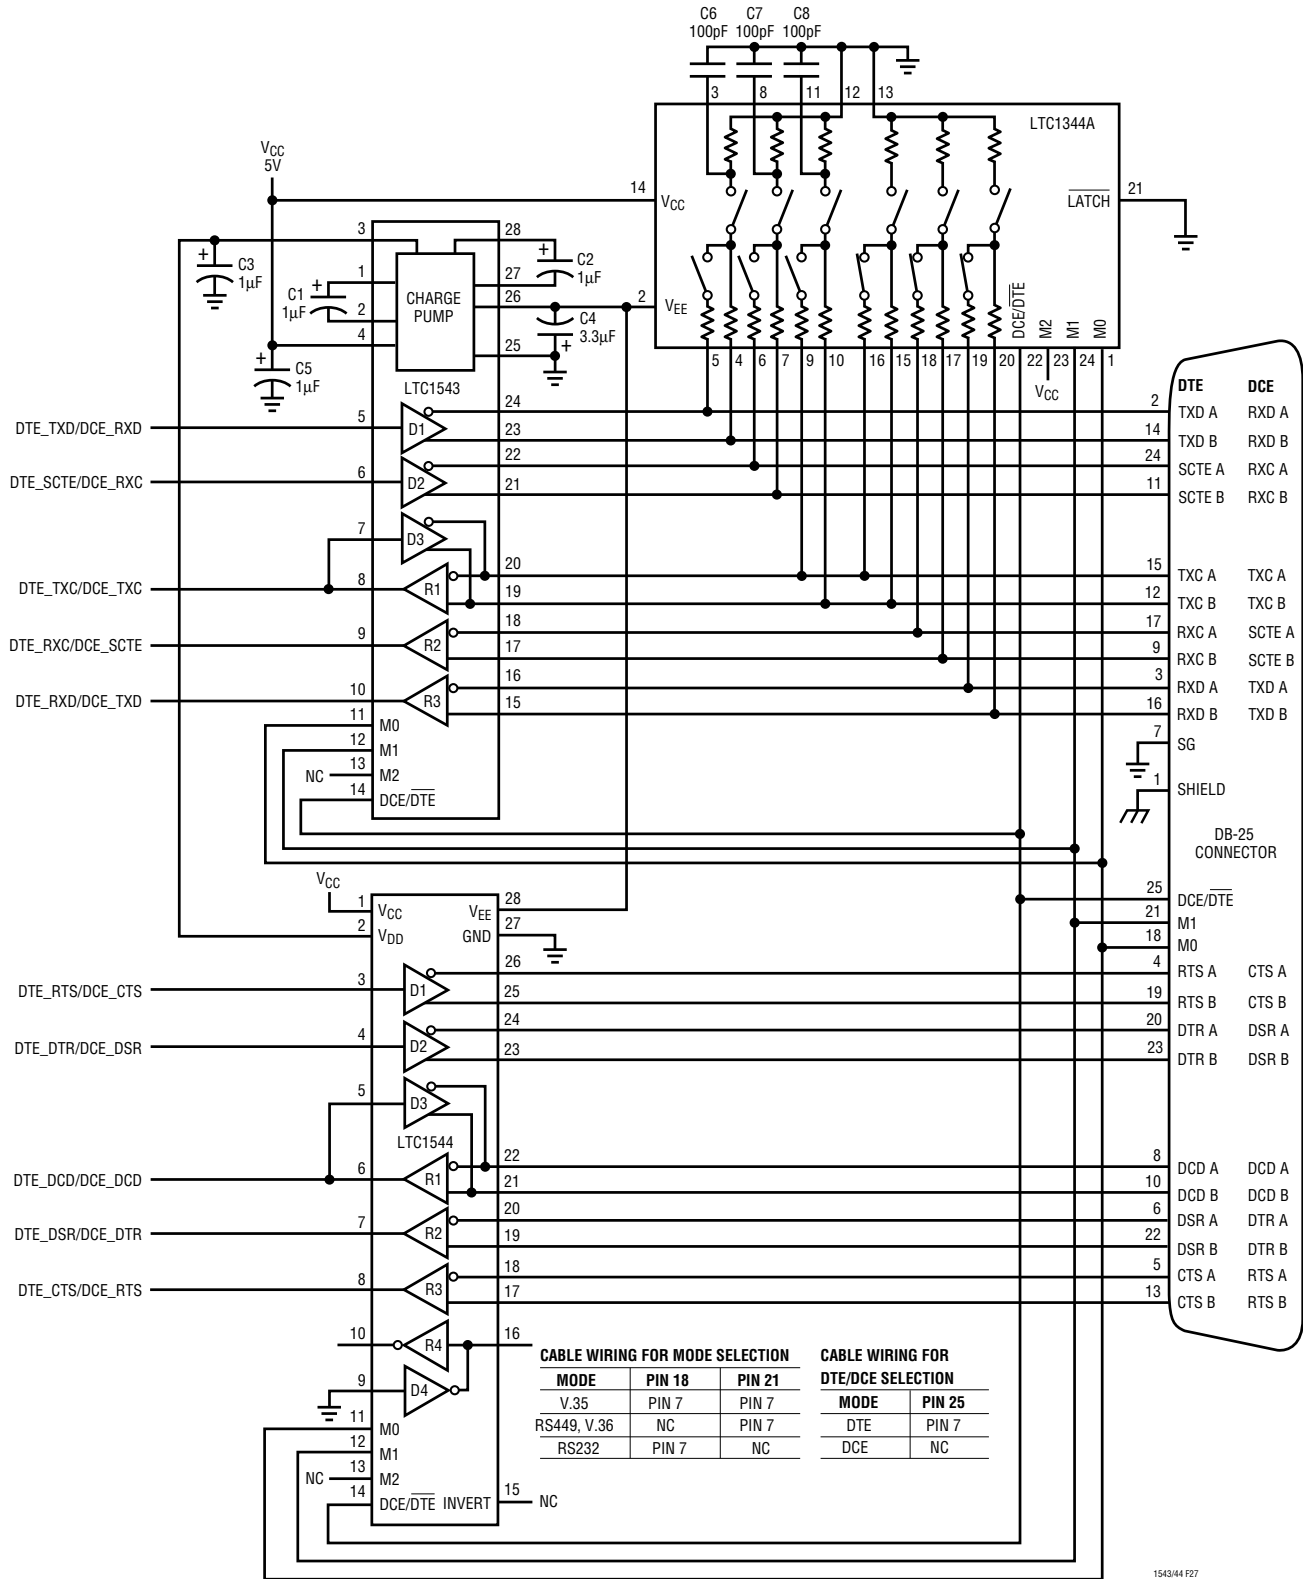 C6 C7 C8
100pF 100pF 100pF
3 8 11 12 13
LTC1344A
VCC
5V
14 VCC
LATCH 21
3 28
+ C3 1µF
1 + C1 1µF 2
CHARGE
PUMP
+ C2 1µF
27
26
2 VEE
C4 3.3µF +
4 25
+ C5 1µF
DCE/DTE M2 M1 M0
5 4 6 7 9 10 16 15 18 17 19 20 22 23 24 1
VCC
LTC1543
DTE DCE
DTE_TXD/DCE_RXD 5 D1 24 2 TXD A RXD A
23 14 TXD B RXD B
DTE_SCTE/DCE_RXC 6 D2 22 24 SCTE A RXC A
21 11 SCTE B RXC B
7 D3
DTE_TXC/DCE_TXC 8 R1 20 15 TXC A TXC A
19 12 TXC B TXC B
DTE_RXC/DCE_SCTE 9 R2 18 17 RXC A SCTE A
17 9 RXC B SCTE B
DTE_RXD/DCE_TXD 10 R3 16 3 RXD A TXD A
15 16 RXD B TXD B
11 M0
12 M1
NC 13 M2
14 DCE/DTE
7 SG
1 SHIELD
DB-25
CONNECTOR
VCC
1 VCC VEE 28
2 VDD GND 27
25 DCE/DTE
21 M1
18 M0
DTE_RTS/DCE_CTS 3 D1 26 4 RTS A CTS A
25 19 RTS B CTS B
DTE_DTR/DCE_DSR 4 D2 24 20 DTR A DSR A
23 23 DTR B DSR B
5 D3
LTC1544
DTE_DCD/DCE_DCD 6 R1 22 8 DCD A DCD A
21 10 DCD B DCD B
DTE_DSR/DCE_DTR 7 R2 20 6 DSR A DTR A
19 22 DSR B DTR B
DTE_CTS/DCE_RTS 8 R3 18 5 CTS A RTS A
17 13 CTS B RTS B
10 R4 16
9 D4
11 M0
12 M1
NC 13 M2
14 DCE/DTE INVERT 15 NC
CABLE WIRING FOR MODE SELECTION
MODE PIN 18 PIN 21
V.35 PIN 7 PIN 7
RS449, V.36 NC PIN 7
RS232 PIN 7 NC
CABLE WIRING FOR
DTE/DCE SELECTION
MODE PIN 25
DTE PIN 7
DCE NC
1543/44 F27